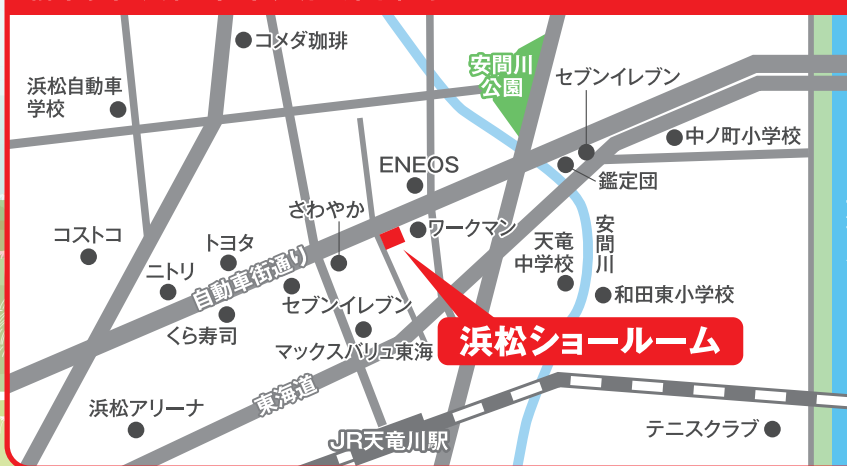 コメダ珈琲
安間川
公園
セブンイレブン
浜松自動車
学校
中ノ町小学校
ENEOS
鑑定団
さわやか
ワークマン
安間川
コストコ
トヨタ
天竜
中学校
ニトリ
自動車街通り
セブンイレブン
和田東小学校
くら寿司
マックスバリュ東海
浜松ショールーム
東海道
浜松アリーナ
JR天竜川駅
テニスクラブ